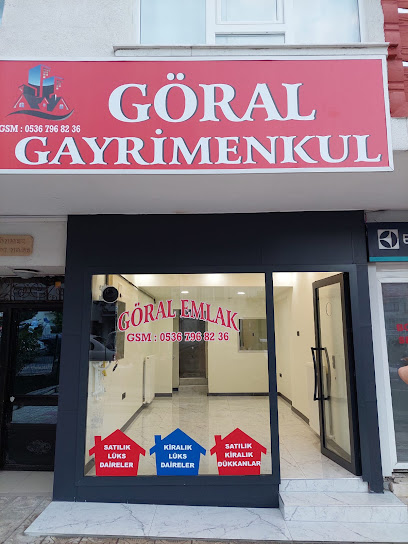 GÖRAL
GSM : 0536 796 82 36
GAYRİMENKUL
GÖRAL EMLAK
GSM : 0536 796 82 36
SATILIK
LÜKS
DAİRELER
KİRALIK
LÜKS
DAİRELER
SATILIK
KİRALIK
DÜKKANLAR